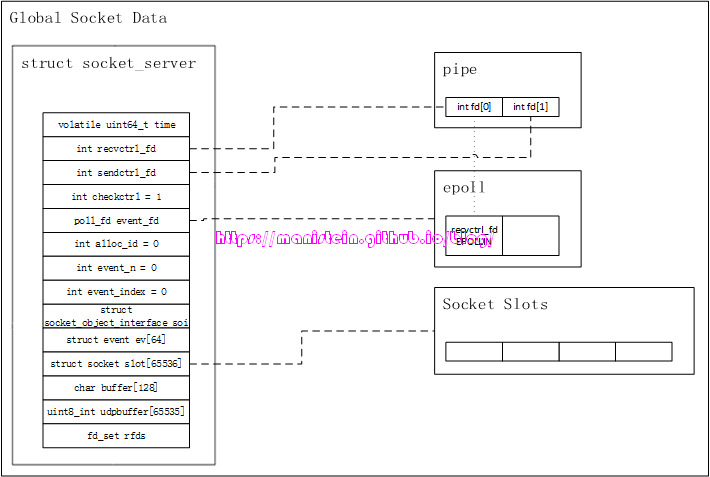 Global Socket Data
struct socket_server
volatile uint64_t time
int recvctrl_fd
int sendctrl_fd
int checkctrl = 1
poll_fd event_fd
int alloc_id = 0
int event_n = 0
int event_index = 0
struct
socket_object_interface soi
struct event ev[64]
struct socket slot[65536]
char buffer[128]
uint8_int udpbuffer[65535]
fd_set rfds
pipe
int fd[0]
int fd[1]
epoll
recvctrl_fd
EPOLLIN
https://manistein.github.io/blog/
Socket Slots